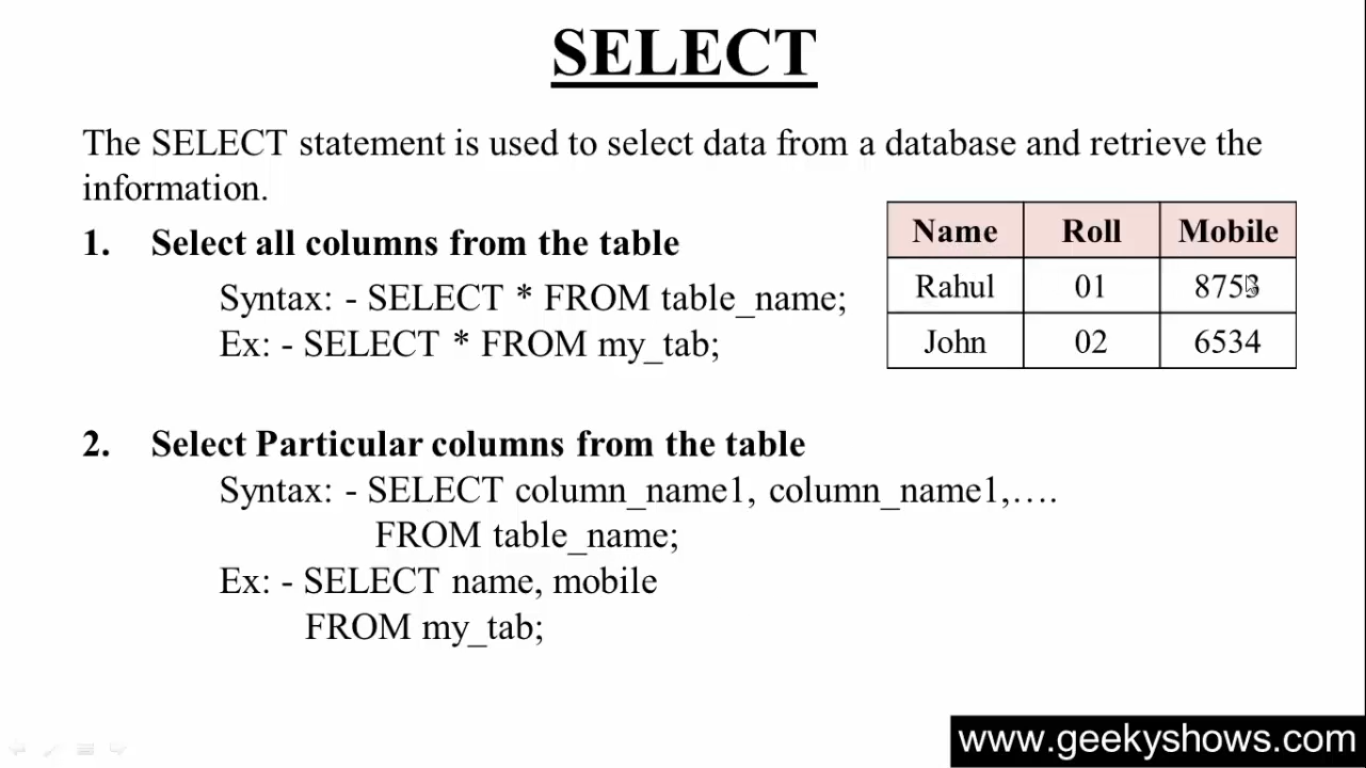 SELECT
The SELECT statement is used to select data from a database and retrieve the
information.
1. Select all columns from the table
Syntax: - SELECT * FROM table_name;
Ex: - SELECT * FROM my_tab;
Name Roll Mobile
Rahul 01 8753
John 02 6534
2. Select Particular columns from the table
Syntax: - SELECT column_name1, column_name1,....
FROM table_name;
Ex: - SELECT name, mobile
FROM my_tab;
www.geekyshows.com